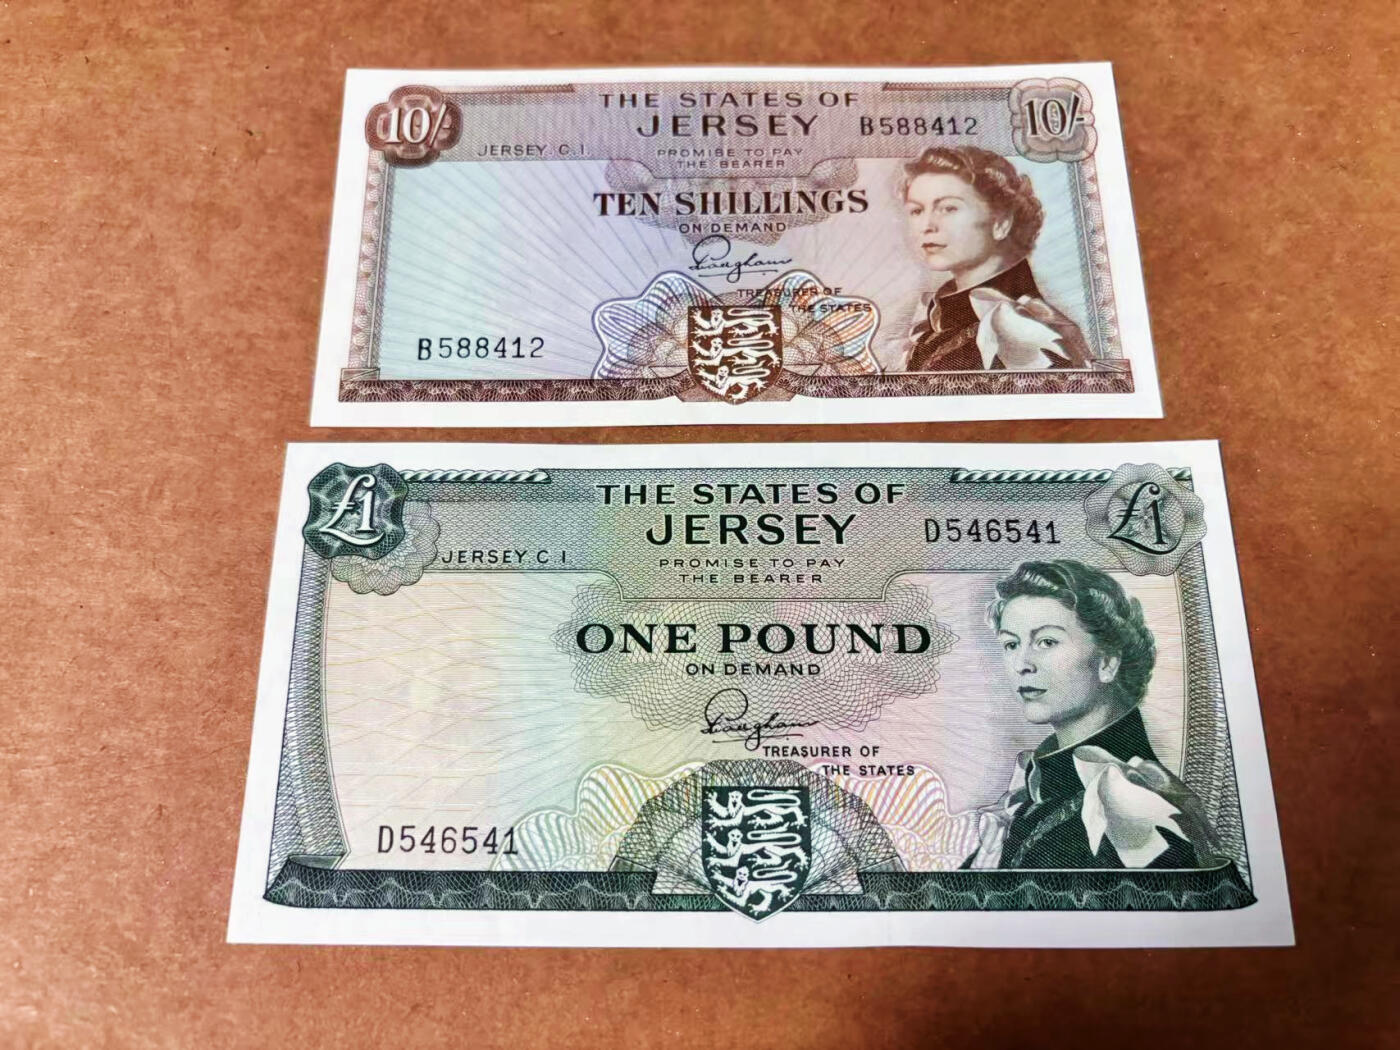 10/-
THE STATES OF
JERSEY B588412
10/-
JERSEY. C. I.
PROMISE TO PAY
THE BEARER
TEN SHILLINGS
ON DEMAND
TREASURER OF
THE STATES
B588412
£1
THE STATES OF
JERSEY D546541
£1
JERSEY C I
PROMISE TO PAY
THE BEARER
ONE POUND
ON DEMAND
TREASURER OF
THE STATES
D546541